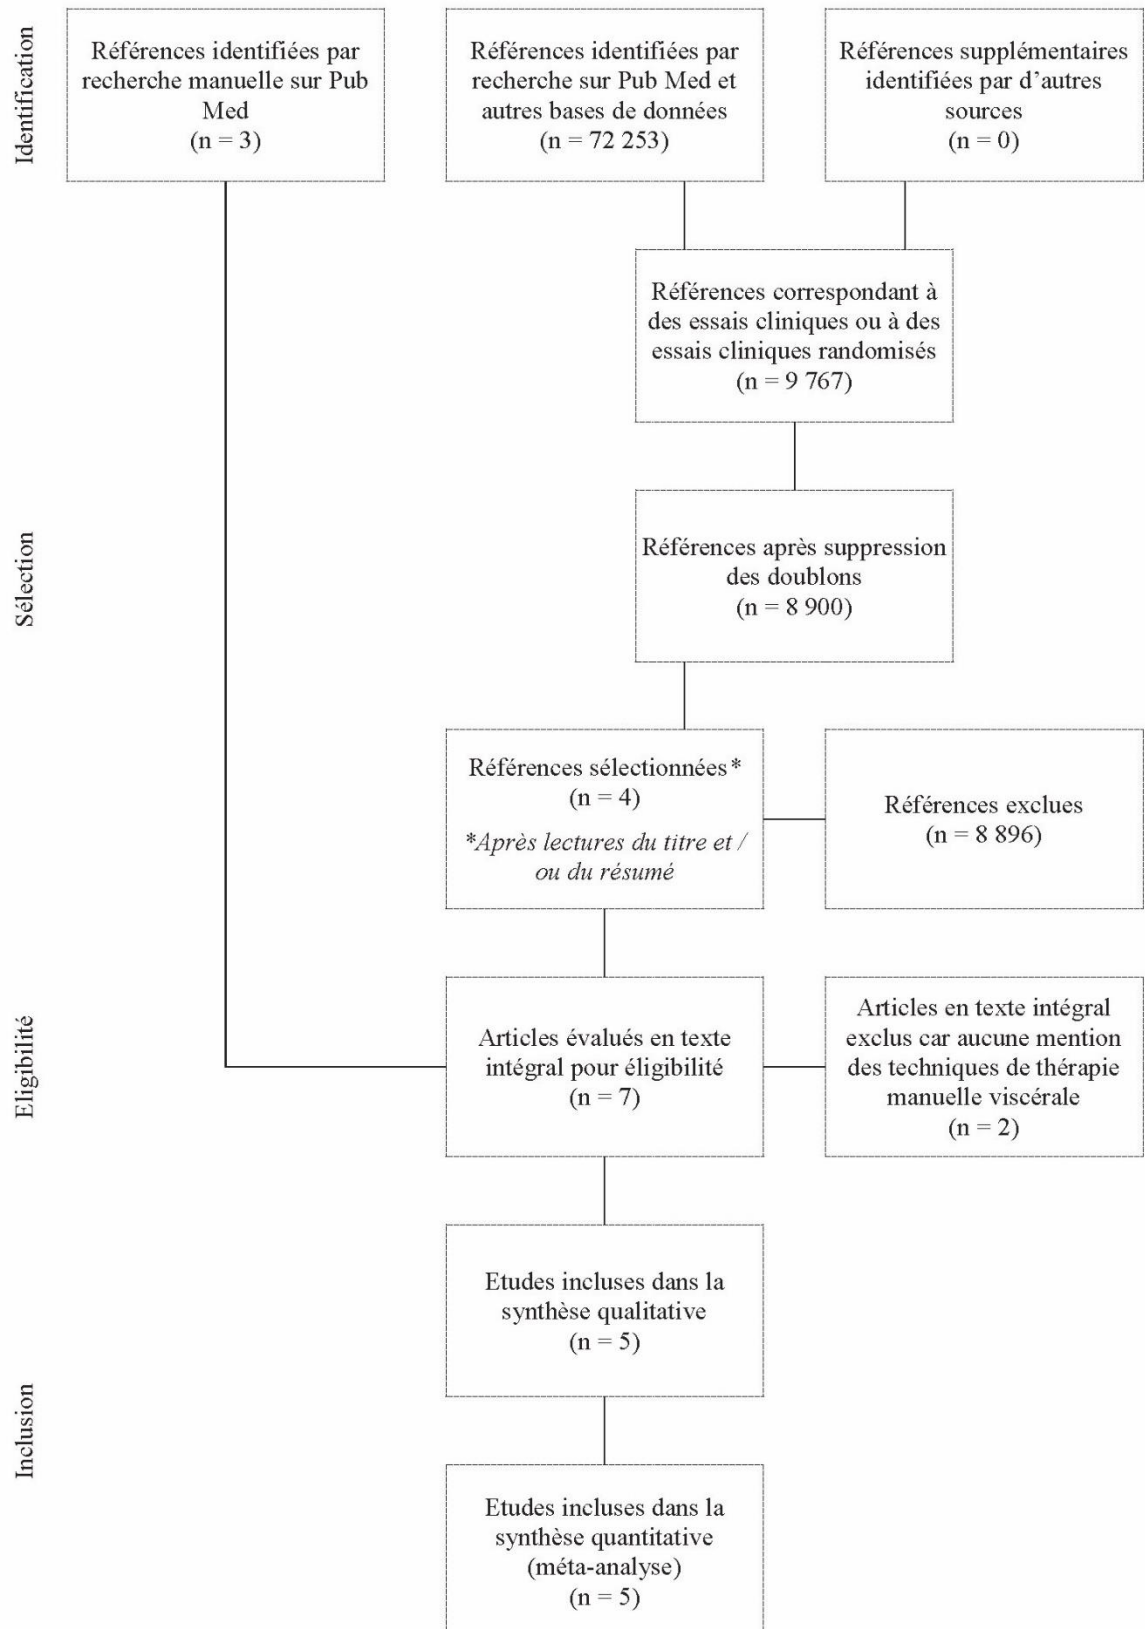 Identification
Références identifiées par
recherche manuelle sur Pub
Med
(n = 3)
Références identifiées par
recherche sur Pub Med et
autres bases de données
(n = 72 253)
Références supplémentaires
identifiées par d’autres
sources
(n = 0)
Références correspondant à
des essais cliniques ou à des
essais cliniques randomisés
(n = 9 767)
Sélection
Références après suppression
des doublons
(n = 8 900)
Références sélectionnées*
(n = 4)
*Après lectures du titre et /
ou du résumé
Références exclues
(n = 8 896)
Eligibilité
Articles évalués en texte
intégral pour éligibilité
(n = 7)
Articles en texte intégral
exclus car aucune mention
des techniques de thérapie
manuelle viscérale
(n = 2)
Inclusion
Etudes incluses dans la
synthèse qualitative
(n = 5)
Etudes incluses dans la
synthèse quantitative
(méta-analyse)
(n = 5)